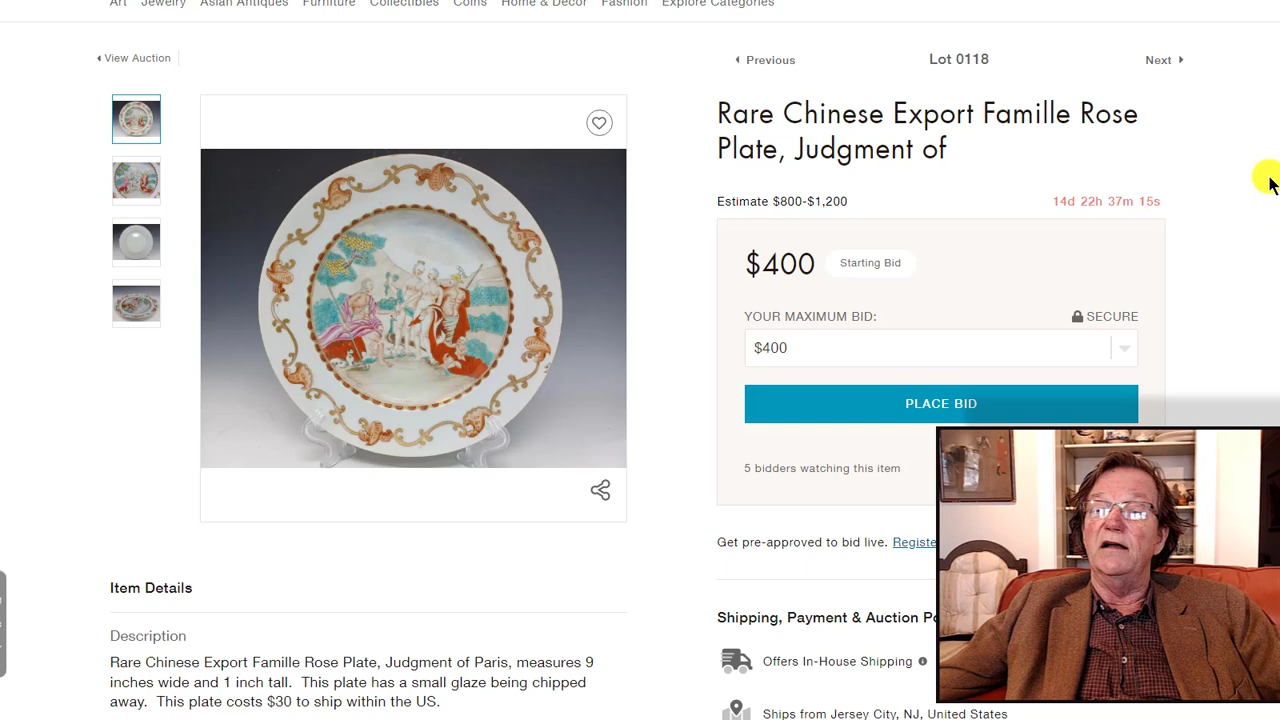 Art Jewelry Asian Antiques Furniture Collectibles Coins Home & Decor Fashion Explore Categories
View Auction
Previous
Lot 0118
Next
Rare Chinese Export Famille Rose
Plate, Judgment of
Estimate $800-$1,200
14d 22h 37m 15s
$400
Starting Bid
YOUR MAXIMUM BID:
SECURE
$400
PLACE BID
5 bidders watching this item
Get pre-approved to bid live. Registe
Shipping, Payment & Auction Po
Offers In-House Shipping
Ships from Jersey City, NJ, United States
Item Details
Description
Rare Chinese Export Famille Rose Plate, Judgment of Paris, measures 9
inches wide and 1 inch tall. This plate has a small glaze being chipped
away. This plate costs $30 to ship within the US.